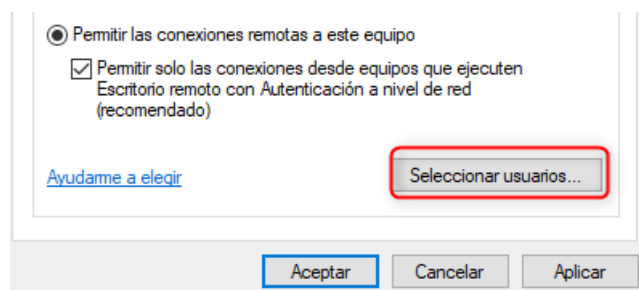 Permitir las conexiones remotas a este equipo
Permitir solo las conexiones desde equipos que ejecuten
Escritorio remoto con Autenticación a nivel de red
(recomendado)
Ayudarme a elegir
Seleccionar usuarios...
Aceptar
Cancelar
Aplicar